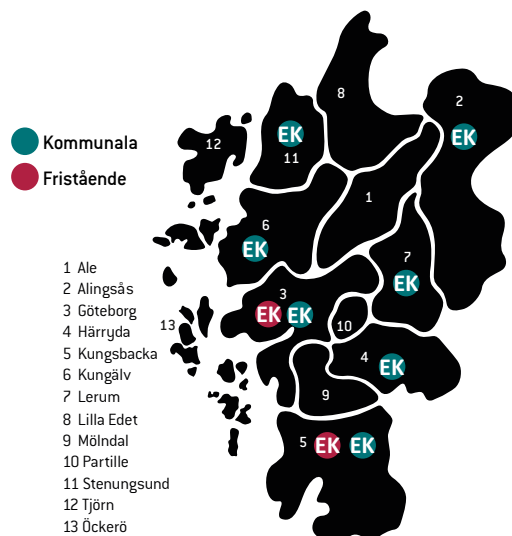 8
2
EK
EK
Kommunala
12
11
Fristående
1
6
EK
7
EK
1 Ale
2 Alingsås
3 Göteborg
4 Härryda
5 Kungsbacka
6 Kungälv
7 Lerum
8 Lilla Edet
9 Mölndal
10 Partille
11 Stenungsund
12 Tjörn
13 Öckerö
3
EK EK
13
10
4
EK
9
5 EK EK